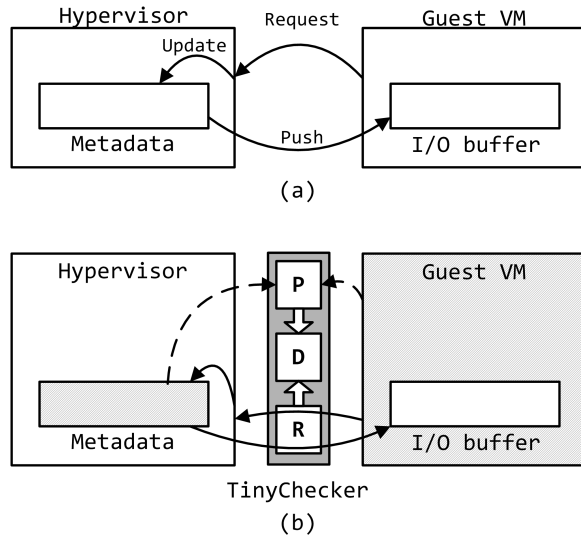 Hypervisor
Request
Guest VM
Update
Push
Metadata
I/O buffer
(a)
Hypervisor
P
Guest VM
D
R
Metadata
I/O buffer
TinyChecker
(b)